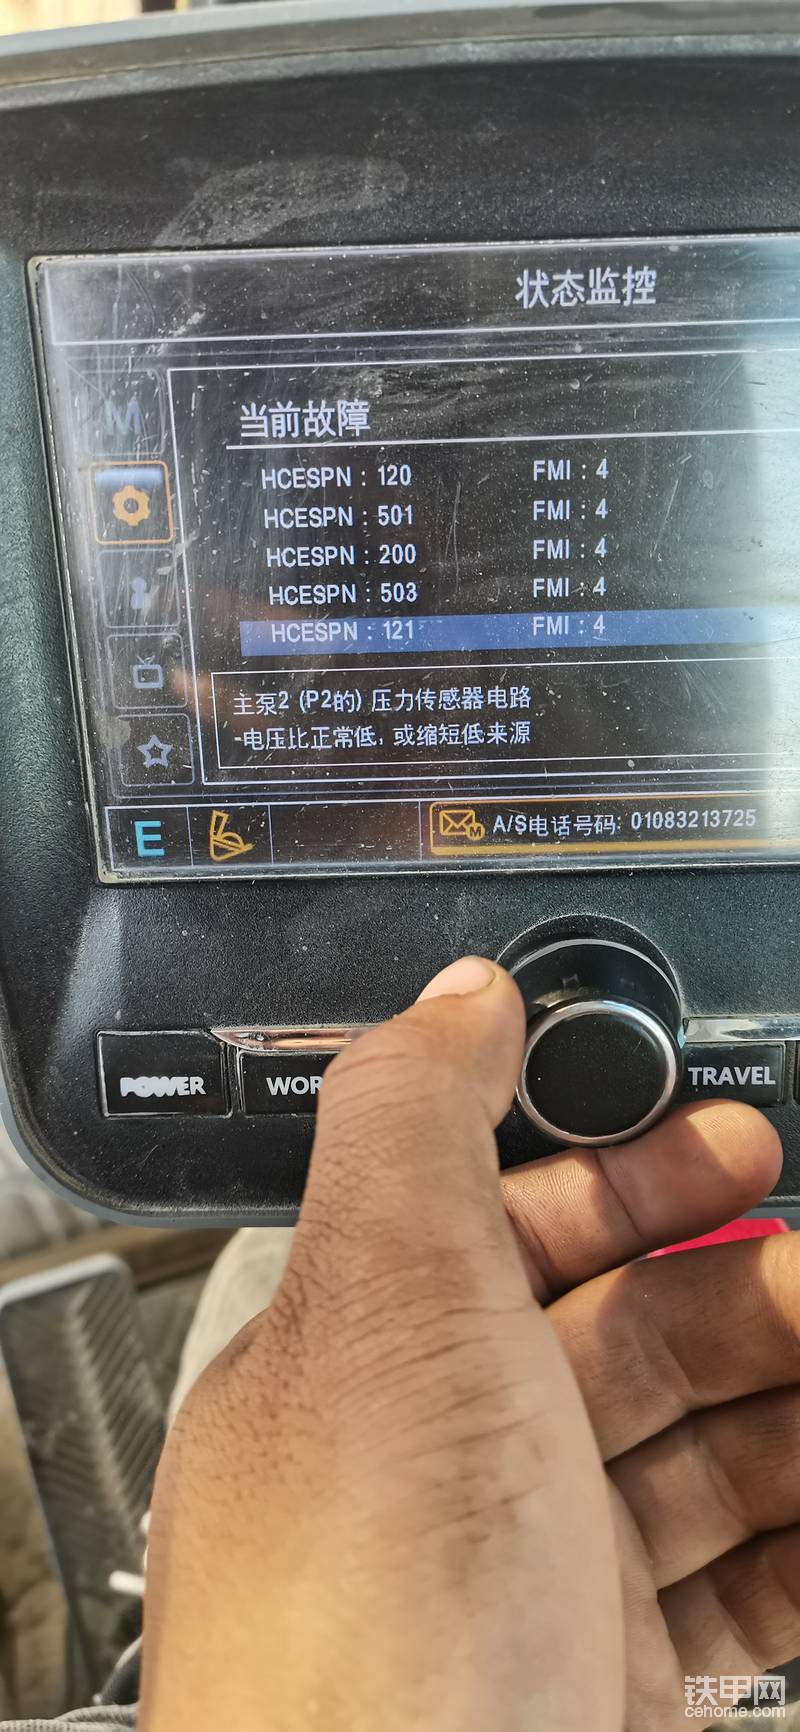 状态监控
M
当前故障
HCESPN : 120 FMI : 4
HCESPN : 501 FMI : 4
HCESPN : 200 FMI : 4
HCESPN : 503 FMI : 4
HCESPN : 121 FMI : 4
主泵2 (P2的) 压力传感器电路
-电压比正常低, 或缩短低来源
E
M A/S电话号码: 01083213725
POWER WOR TRAVEL
铁甲网
cehome.com